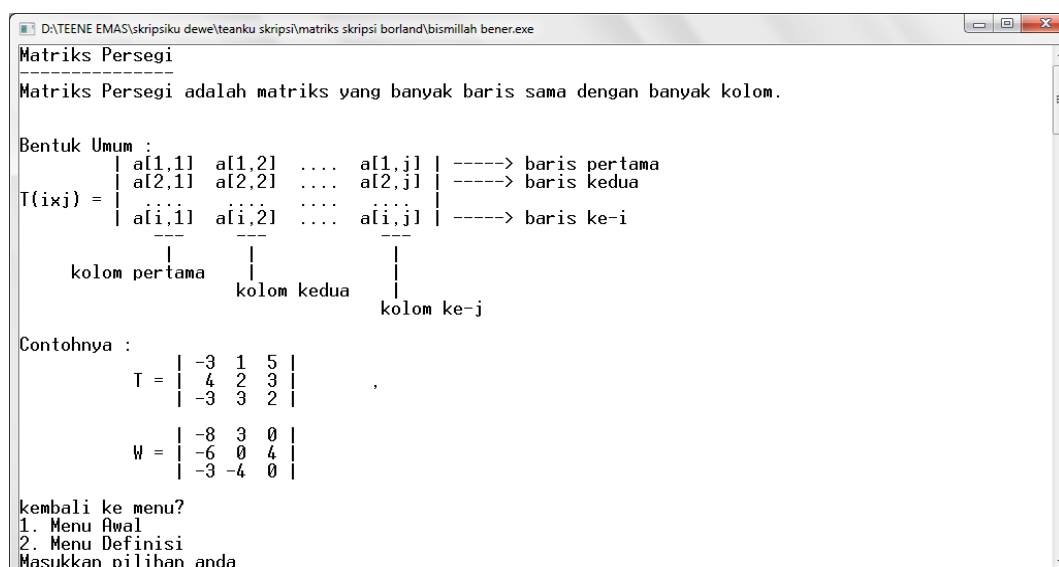 D:\TEENE EMAS\skripsiku dewe\teanku skripsi\matriks skripsi borland\bismillah bener.exe
Matriks Persegi
---------------
Matriks Persegi adalah matriks yang banyak baris sama dengan banyak kolom.
Bentuk Umum :
| a[1,1] a[1,2] .... a[1,j] | -----> baris pertama
| a[2,1] a[2,2] .... a[2,j] | -----> baris kedua
T(ixj) = | .... .... .... .... |
| a[i,1] a[i,2] .... a[i,j] | -----> baris ke-i
--- --- ---
| | |
kolom pertama | |
kolom kedua |
kolom ke-j
Contohnya :
| -3 1 5 |
T = | 4 2 3 | ,
| -3 3 2 |
| -8 3 0 |
W = | -6 0 4 |
| -3 -4 0 |
kembali ke menu?
1. Menu Awal
2. Menu Definisi
Masukkan pilihan anda